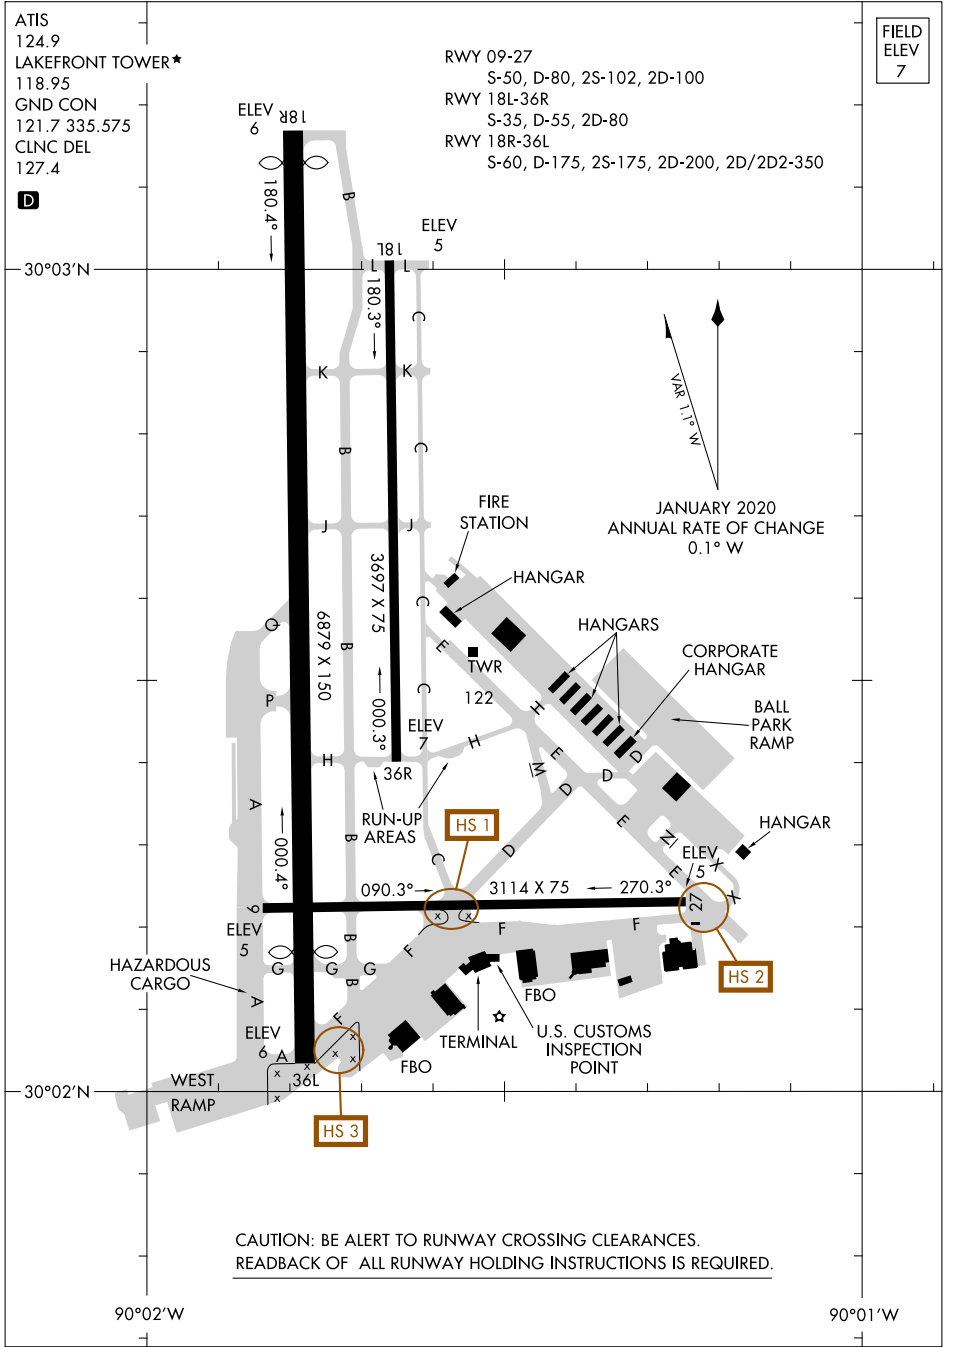 ATIS
124.9
LAKEFRONT TOWER★
118.95
GND CON
121.7 335.575
CLNC DEL
127.4
D
RWY 09-27
S-50, D-80, 2S-102, 2D-100
RWY 18L-36R
S-35, D-55, 2D-80
RWY 18R-36L
S-60, D-175, 2S-175, 2D-200, 2D/2D2-350
FIELD
ELEV
7
ELEV
6
18R
180.4°
B
ELEV
5
18L
30°03'N
L
L
180.3°
C
K
K
VAR 1.1° W
B
C
JANUARY 2020
ANNUAL RATE OF CHANGE
0.1° W
FIRE
STATION
J
J
HANGAR
3697 X 75
C
6879 X 150
Q
B
E
HANGARS
TWR
122
CORPORATE
HANGAR
P
C
000.3°
H
BALL
PARK
RAMP
ELEV
7
H
H
E
D
36R
M
D
D
RUN-UP
AREAS
A
000.4°
B
C
HS 1
D
E
N
HANGAR
ELEV
5
X
E
090.3°
3114 X 75
270.3°
9
27
X
x
x
F
F
ELEV
5
B
F
G
G
G
HAZARDOUS
CARGO
B
HS 2
A
F
FBO
ELEV
6
TERMINAL
U.S. CUSTOMS
INSPECTION
POINT
A
x
x
x
FBO
WEST
RAMP
x
x
x
36L
30°02'N
HS 3
CAUTION: BE ALERT TO RUNWAY CROSSING CLEARANCES.
READBACK OF ALL RUNWAY HOLDING INSTRUCTIONS IS REQUIRED.
90°02'W
90°01'W